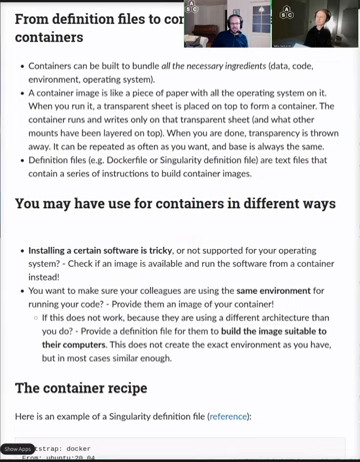 From definition files to
containers
Containers can be built to bundle all the necessary ingredients (data, code,
environment, operating system).
A container image is like a piece of paper with all the operating system on it.
When you run it, a transparent sheet is placed on top to form a container. The
container runs and writes only on that transparent sheet (and what other
mounts have been layered on top). When you are done, transparency is thrown
away. It can be repeated as often as you want, and base is always the same.
Definition files (e.g. Dockerfile or Singularity definition file) are text files that
contain a series of instructions to build container images.
You may have use for containers in different ways
Installing a certain software is tricky, or not supported for your operating
system? - Check if an image is available and run the software from a container
instead!
You want to make sure your colleagues are using the same environment for
running your code? - Provide them an image of your container!
If this does not work, because they are using a different architecture than
you do? - Provide a definition file for them to build the image suitable to
their computers. This does not create the exact environment as you have,
but in most cases similar enough.
The container recipe
Here is an example of a Singularity definition file (reference):
Show Apps
tstrap: docker
From: ubuntu:20.04